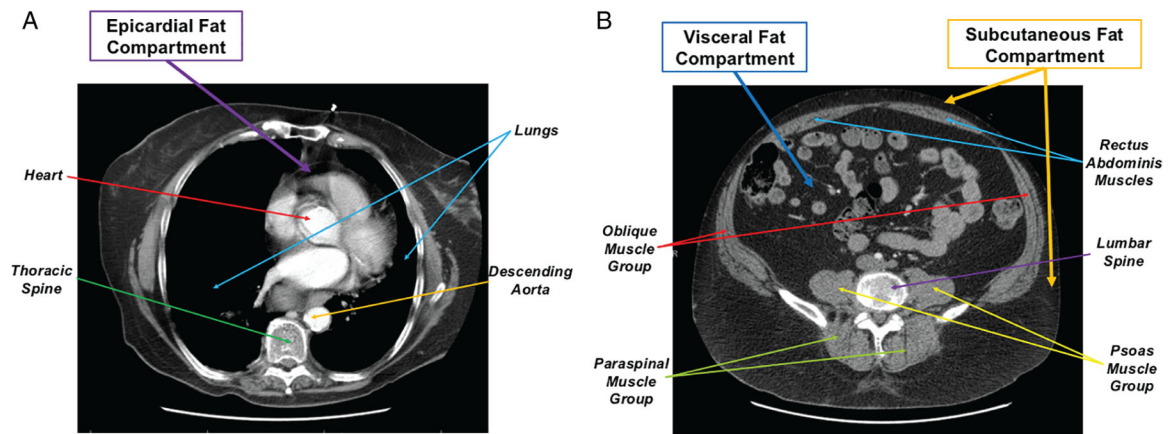 A
Epicardial Fat
Compartment
Lungs
Heart
Thoracic
Spine
Descending
Aorta
B
Visceral Fat
Compartment
Subcutaneous Fat
Compartment
Rectus
Abdominis
Muscles
Oblique
Muscle
Group
R
Lumbar
Spine
Paraspinal
Muscle
Group
Psoas
Muscle
Group